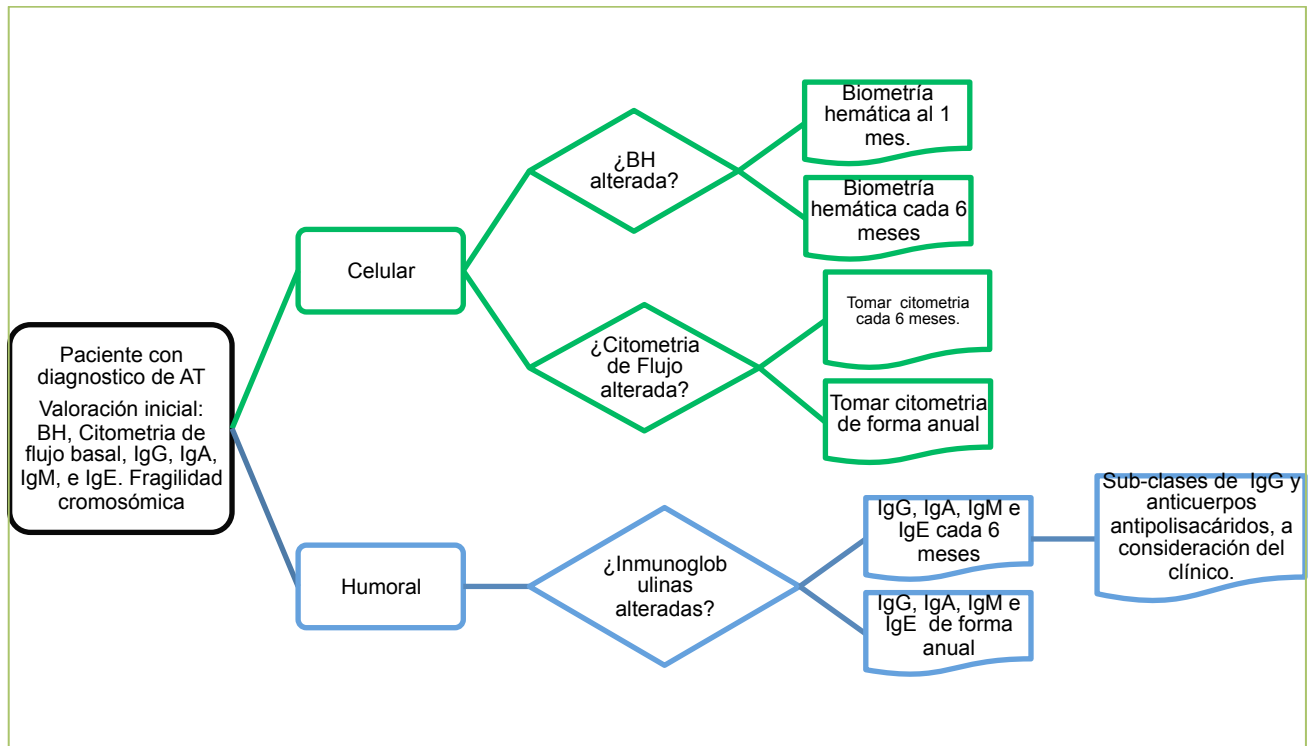 Paciente con
diagnostico de AT
Valoración inicial:
BH, Citometria de
flujo basal, IgG, IgA,
IgM, e IgE. Fragilidad
cromosómica
Celular
¿BH
alterada?
Biometría
hemática al 1
mes.
Biometría
hemática cada 6
meses
¿Citometria
de Flujo
alterada?
Tomar citometria
cada 6 meses.
Tomar citometria
de forma anual
Humoral
¿Inmunoglob
ulinas
alteradas?
IgG, IgA, IgM e
IgE cada 6
meses
IgG, IgA, IgM e
IgE de forma
anual
Sub-clases de IgG y
anticuerpos
antipolisacáridos, a
consideración del
clínico.